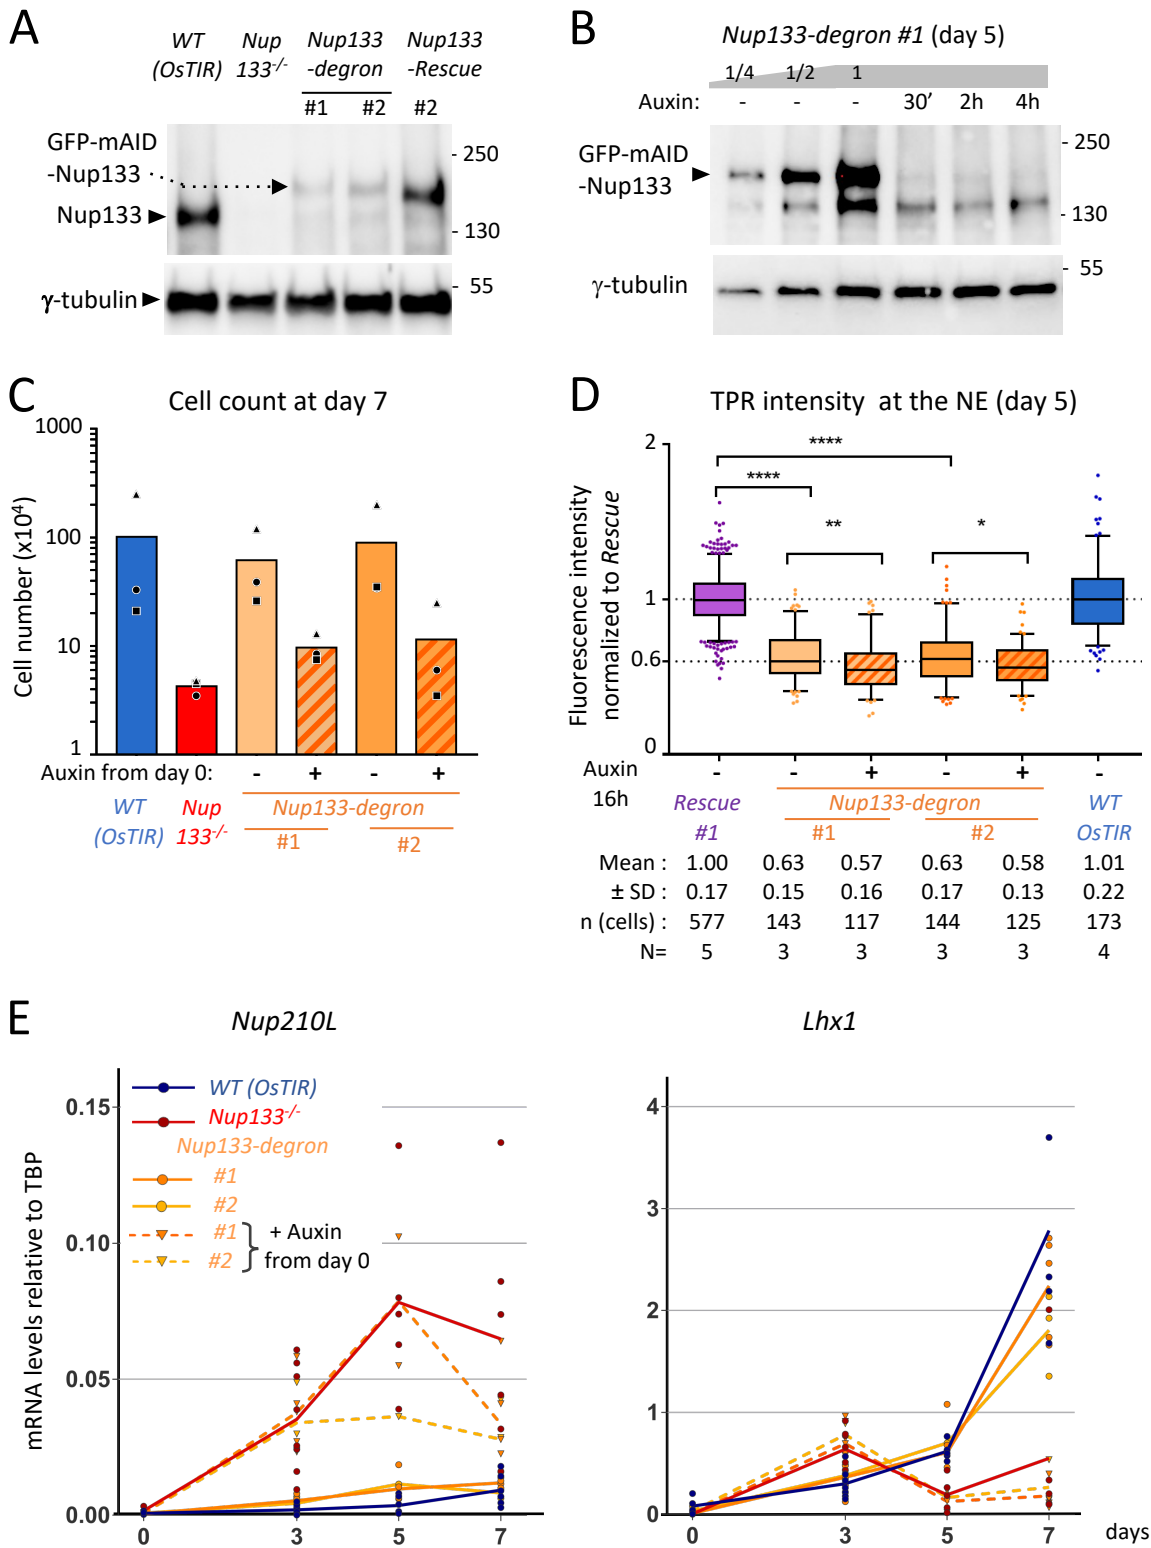 A
WT
(OsTIR)
Nup
133-/-
Nup133
-degron
#1 #2
Nup133
-Rescue
#2
GFP-mAID
-Nup133
Nup133
γ-tubulin
- 250
- 130
- 55
B
Nup133-degron #1 (day 5)
1/4 1/2 1
Auxin: - - - 30’ 2h 4h
GFP-mAID
-Nup133
γ-tubulin
- 250
- 130
- 55
C
Cell count at day 7
Cell number (x10⁴)
1000
100
10
1
Auxin from day 0: - + - +
WT
(OsTIR)
Nup
133-/-
Nup133-degron
#1 #2
D
TPR intensity at the NE (day 5)
Fluorescence intensity
normalized to Rescue
2
1
0.6
0
**** 
****
** *
Auxin
16h
- - + - + -
Rescue
#1
Nup133-degron
#1 #2
WT
OsTIR
Mean : 1.00 0.63 0.57 0.63 0.58 1.01
± SD : 0.17 0.15 0.16 0.17 0.13 0.22
n (cells) : 577 143 117 144 125 173
N= 5 3 3 3 3 4
E
Nup210L
mRNA levels relative to TBP
0.15
0.10
0.05
0.00
WT (OsTIR)
Nup133-/-
Nup133-degron
#1
#2
#1
#2
+ Auxin
from day 0
0 3 5 7
Lhx1
4
3
2
1
0
0 3 5 7 days